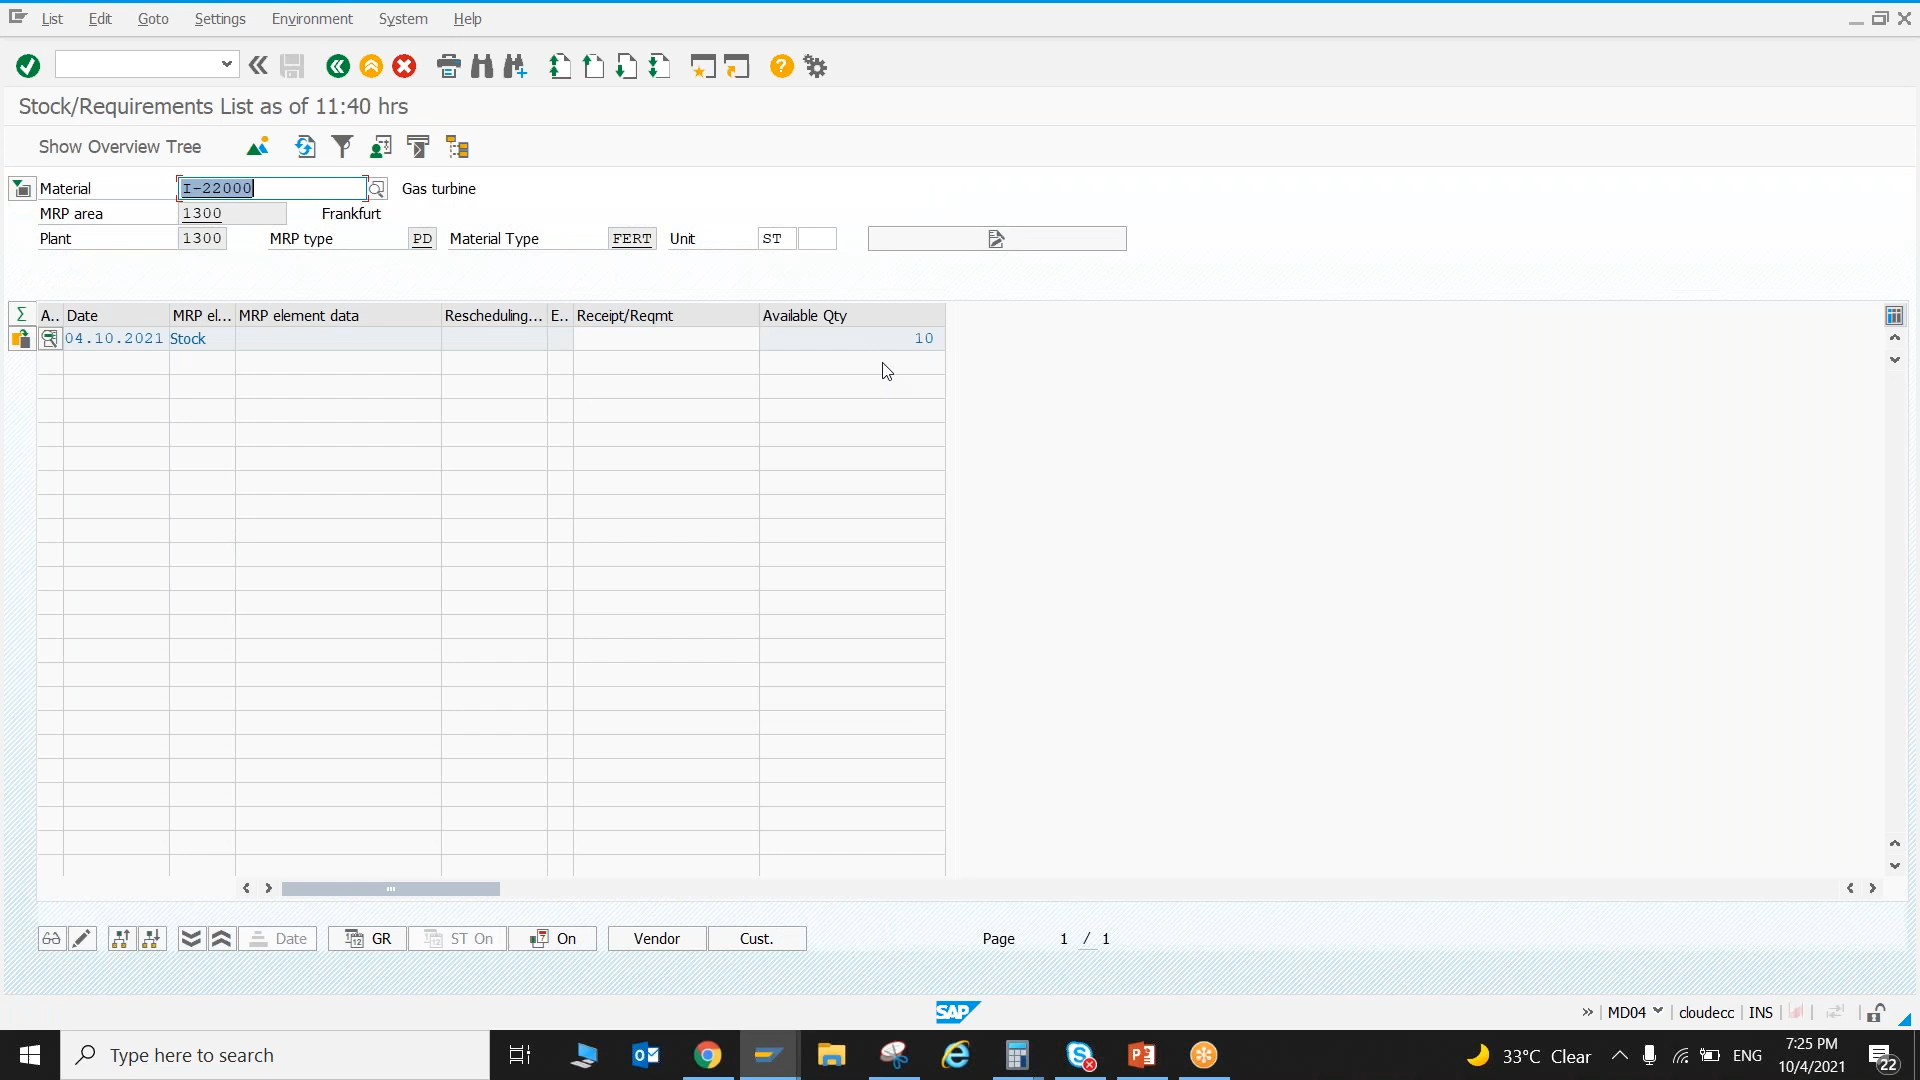 List Edit Goto Settings Environment System Help
Stock/Requirements List as of 11:40 hrs
Show Overview Tree
Material I-22000 Gas turbine
MRP area 1300 Frankfurt
Plant 1300 MRP type PD Material Type FERT Unit ST
A.. Date MRP el... MRP element data Rescheduling... E.. Receipt/Reqmt Available Qty
04.10.2021 Stock 10
Date GR ST On On Vendor Cust. Page 1 / 1
SAP
MD04 cloudecc INS
Type here to search
33°C Clear ENG
7:25 PM
10/4/2021
22